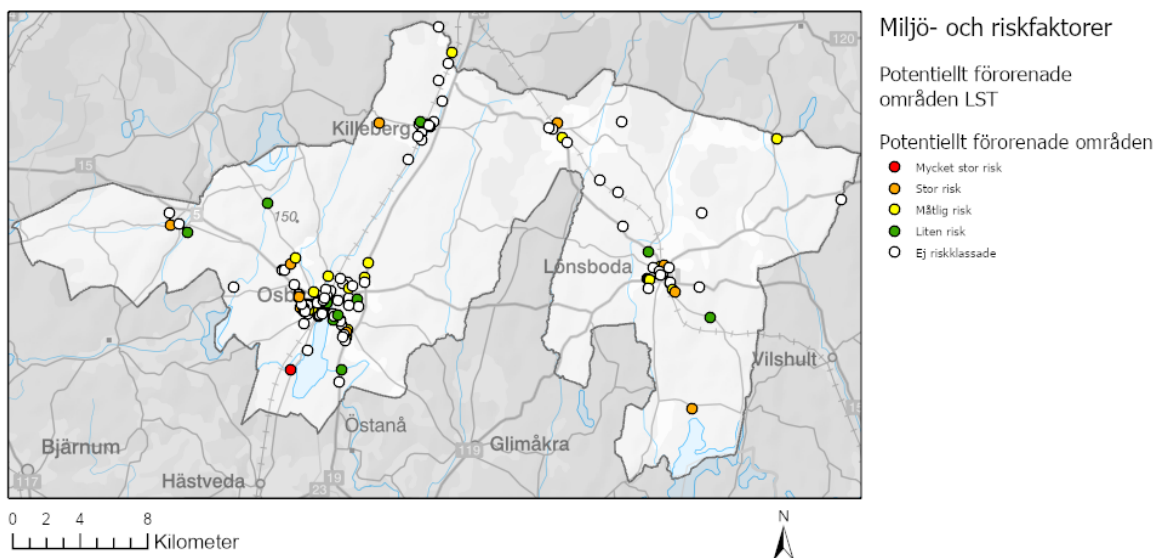 Miljö- och riskfaktorer
Potentiellt förorenade
områden LST
Potentiellt förorenade områden
Mycket stor risk
Stor risk
Måtlig risk
Liten risk
Ej riskklassade
120
Killeberg
15
15
150
Osb
Lönsboda
Vilshult
Östanå
Bjärnum
Glimåkra
119
117
Hästveda
19
23
0 2 4 8
Kilometer
N